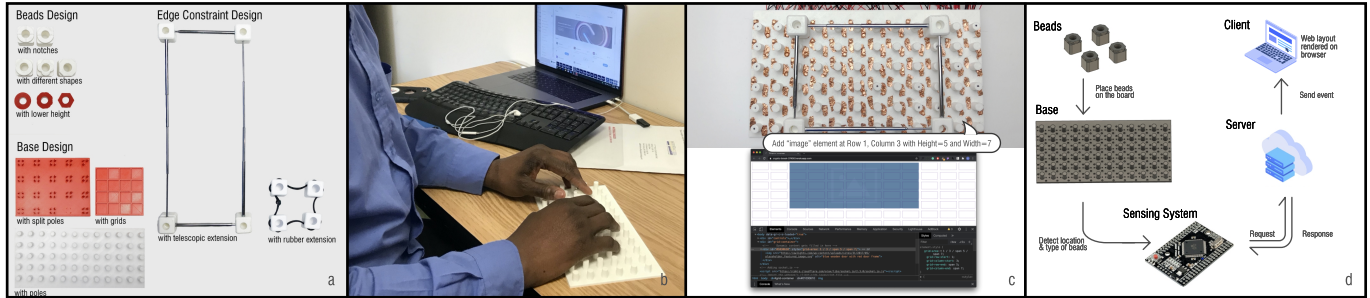 Beads Design
with notches
with different shapes
with lower height
Base Design
with split poles
with grids
with poles
Edge Constraint Design
with telescopic extension
with rubber extension
a
b
Add "image" element at Row 1, Column 3 with Height=5 and Width=7
c
Beads
Place beads
on the board
Base
Detect location
& type of beads
Sensing System
Request
Response
Server
Send event
Client
Web layout
rendered on
browser
d